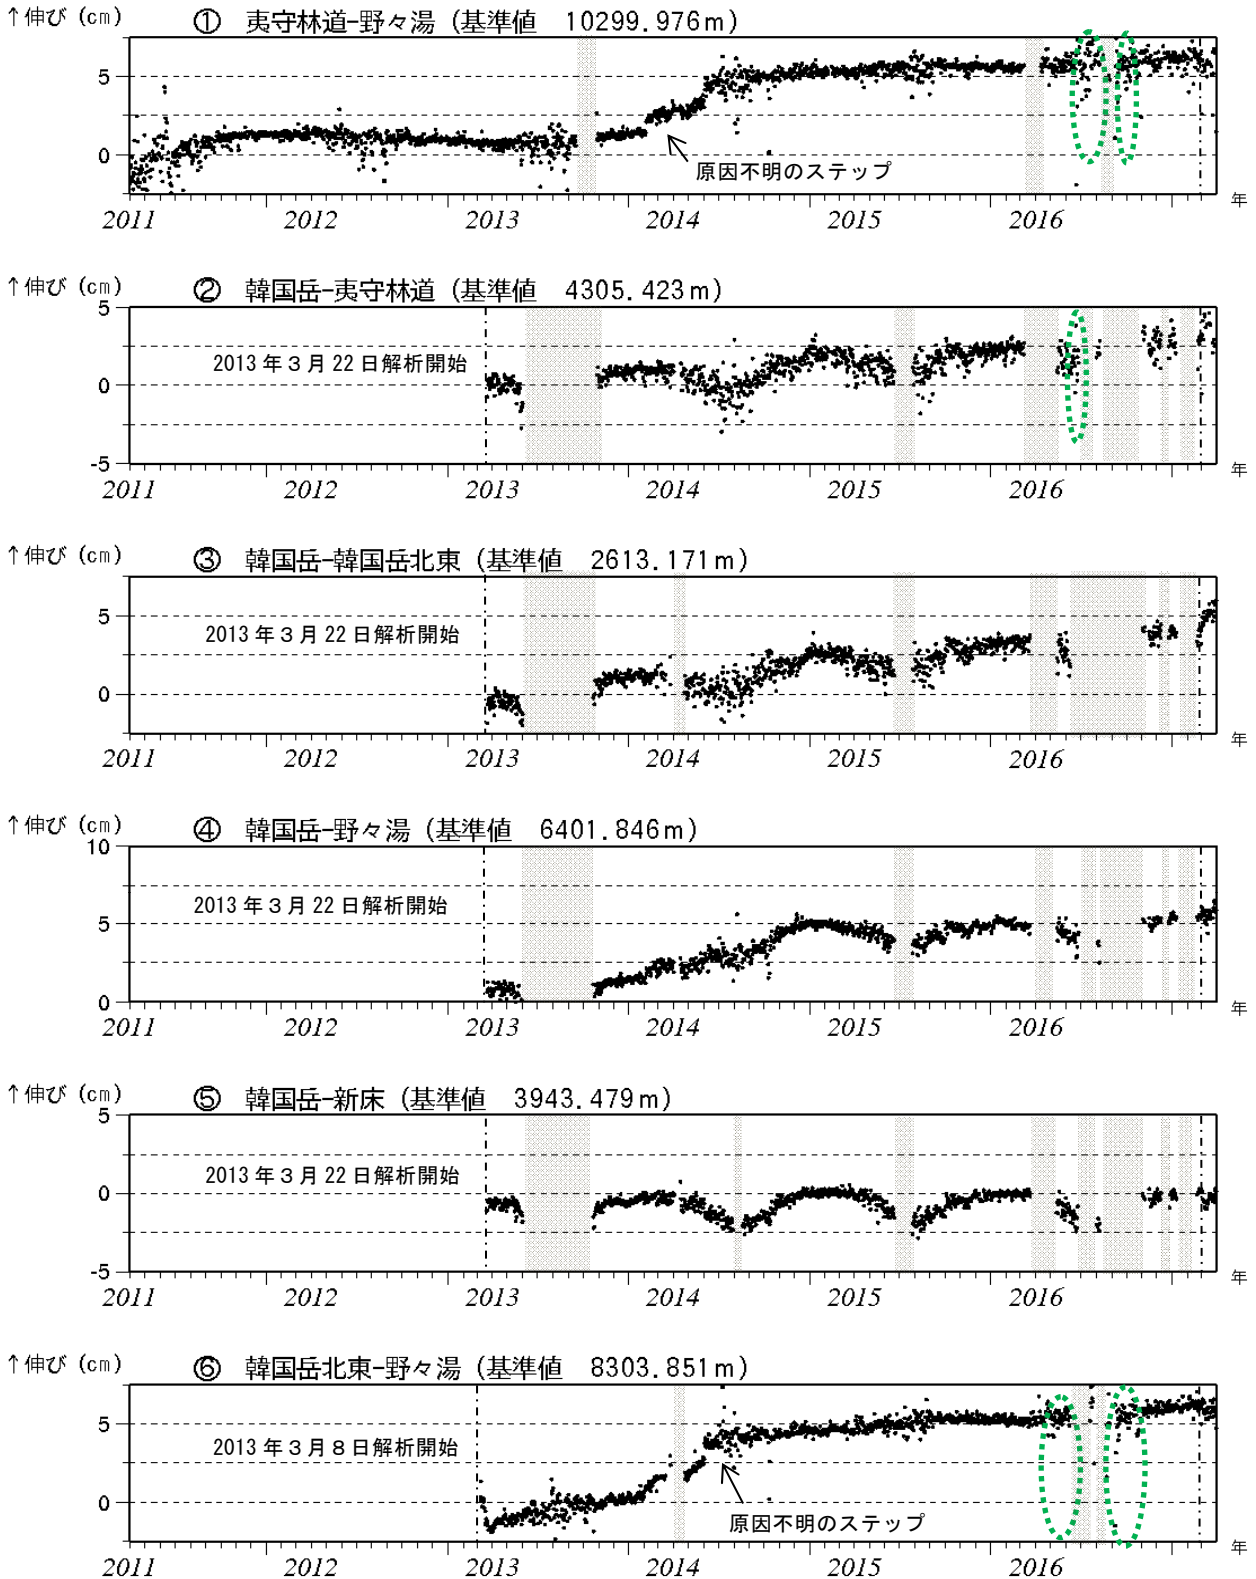 ↑伸び (cm) ① 夷守林道-野々湯 (基準値 10299.976m)
5
原因不明のステップ
0
年
2011 2012 2013 2014 2015 2016
↑伸び (cm) ② 韓国岳-夷守林道 (基準値 4305.423m)
5
2013年3月22日解析開始
0
-5
年
2011 2012 2013 2014 2015 2016
↑伸び (cm) ③ 韓国岳-韓国岳北東 (基準値 2613.171m)
5
2013年3月22日解析開始
0
年
2011 2012 2013 2014 2015 2016
↑伸び (cm) ④ 韓国岳-野々湯 (基準値 6401.846m)
10
2013年3月22日解析開始
5
0
年
2011 2012 2013 2014 2015 2016
↑伸び (cm) ⑤ 韓国岳-新床 (基準値 3943.479m)
5
2013年3月22日解析開始
0
-5
年
2011 2012 2013 2014 2015 2016
↑伸び (cm) ⑥ 韓国岳北東-野々湯 (基準値 8303.851m)
5
2013年3月8日解析開始
0
原因不明のステップ
年
2011 2012 2013 2014 2015 2016